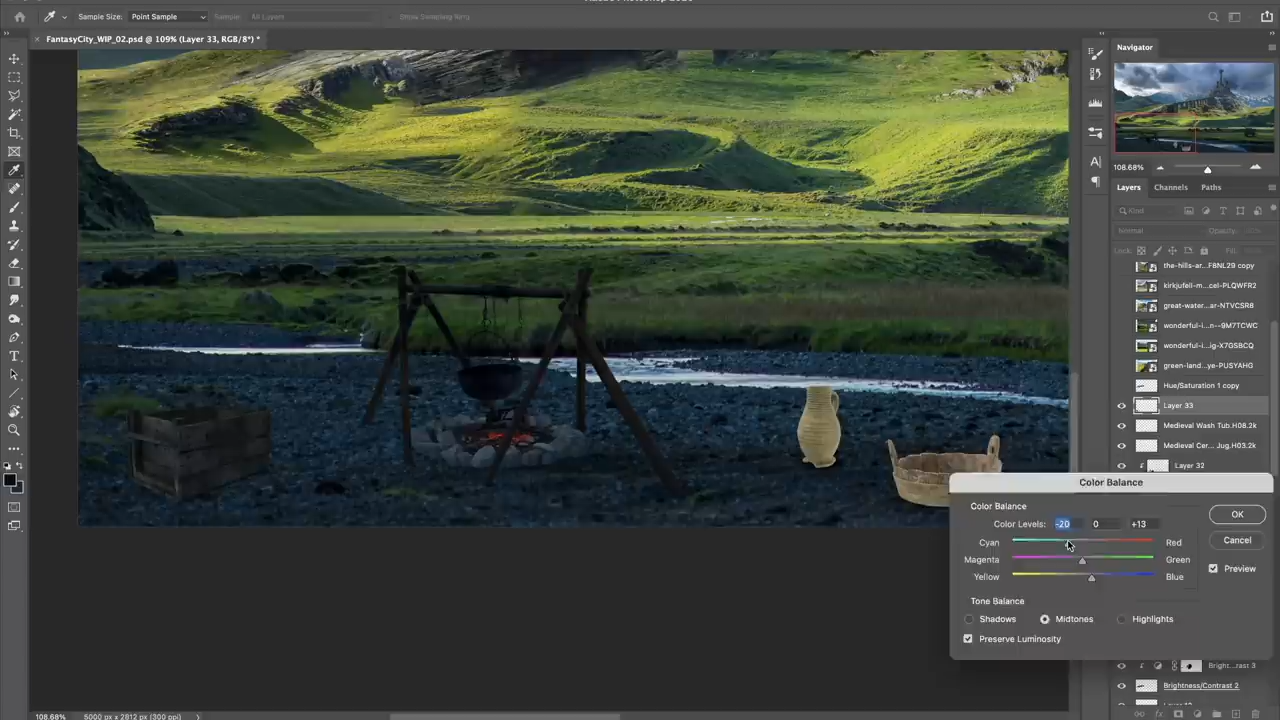 Sample Size: Point Sample Sample: All Layers Show Sampling Ring
FantasyCity_WIP_02.psd @ 109% (Layer 33, RGB/8*) *
Navigator
108.68%
Layers Channels Paths
Kind
Normal Opacity:
Lock: Fill:
the-hills-ar...F8NL29 copy
kirkjufell-m...cel-PLQWFR2
great-water...ar-NTVCSR8
wonderful-i...n--9M7TCWC
wonderful-i...ig-X7GSBCQ
green-land...ye-PUSYAHG
Hue/Saturation 1 copy
Layer 33
Medieval Wash Tub.H08.2k
Medieval Cer... Jug.H03.2k
Layer 32
Color Balance
Color Balance
Color Levels: -20 0 +13
OK
Cyan Red
Cancel
Magenta Green
Preview
Yellow Blue
Tone Balance
Shadows Midtones Highlights
Preserve Luminosity
Bright...rast 3
Brightness/Contrast 2
108.68% 5000 px x 2812 px (300 ppi)